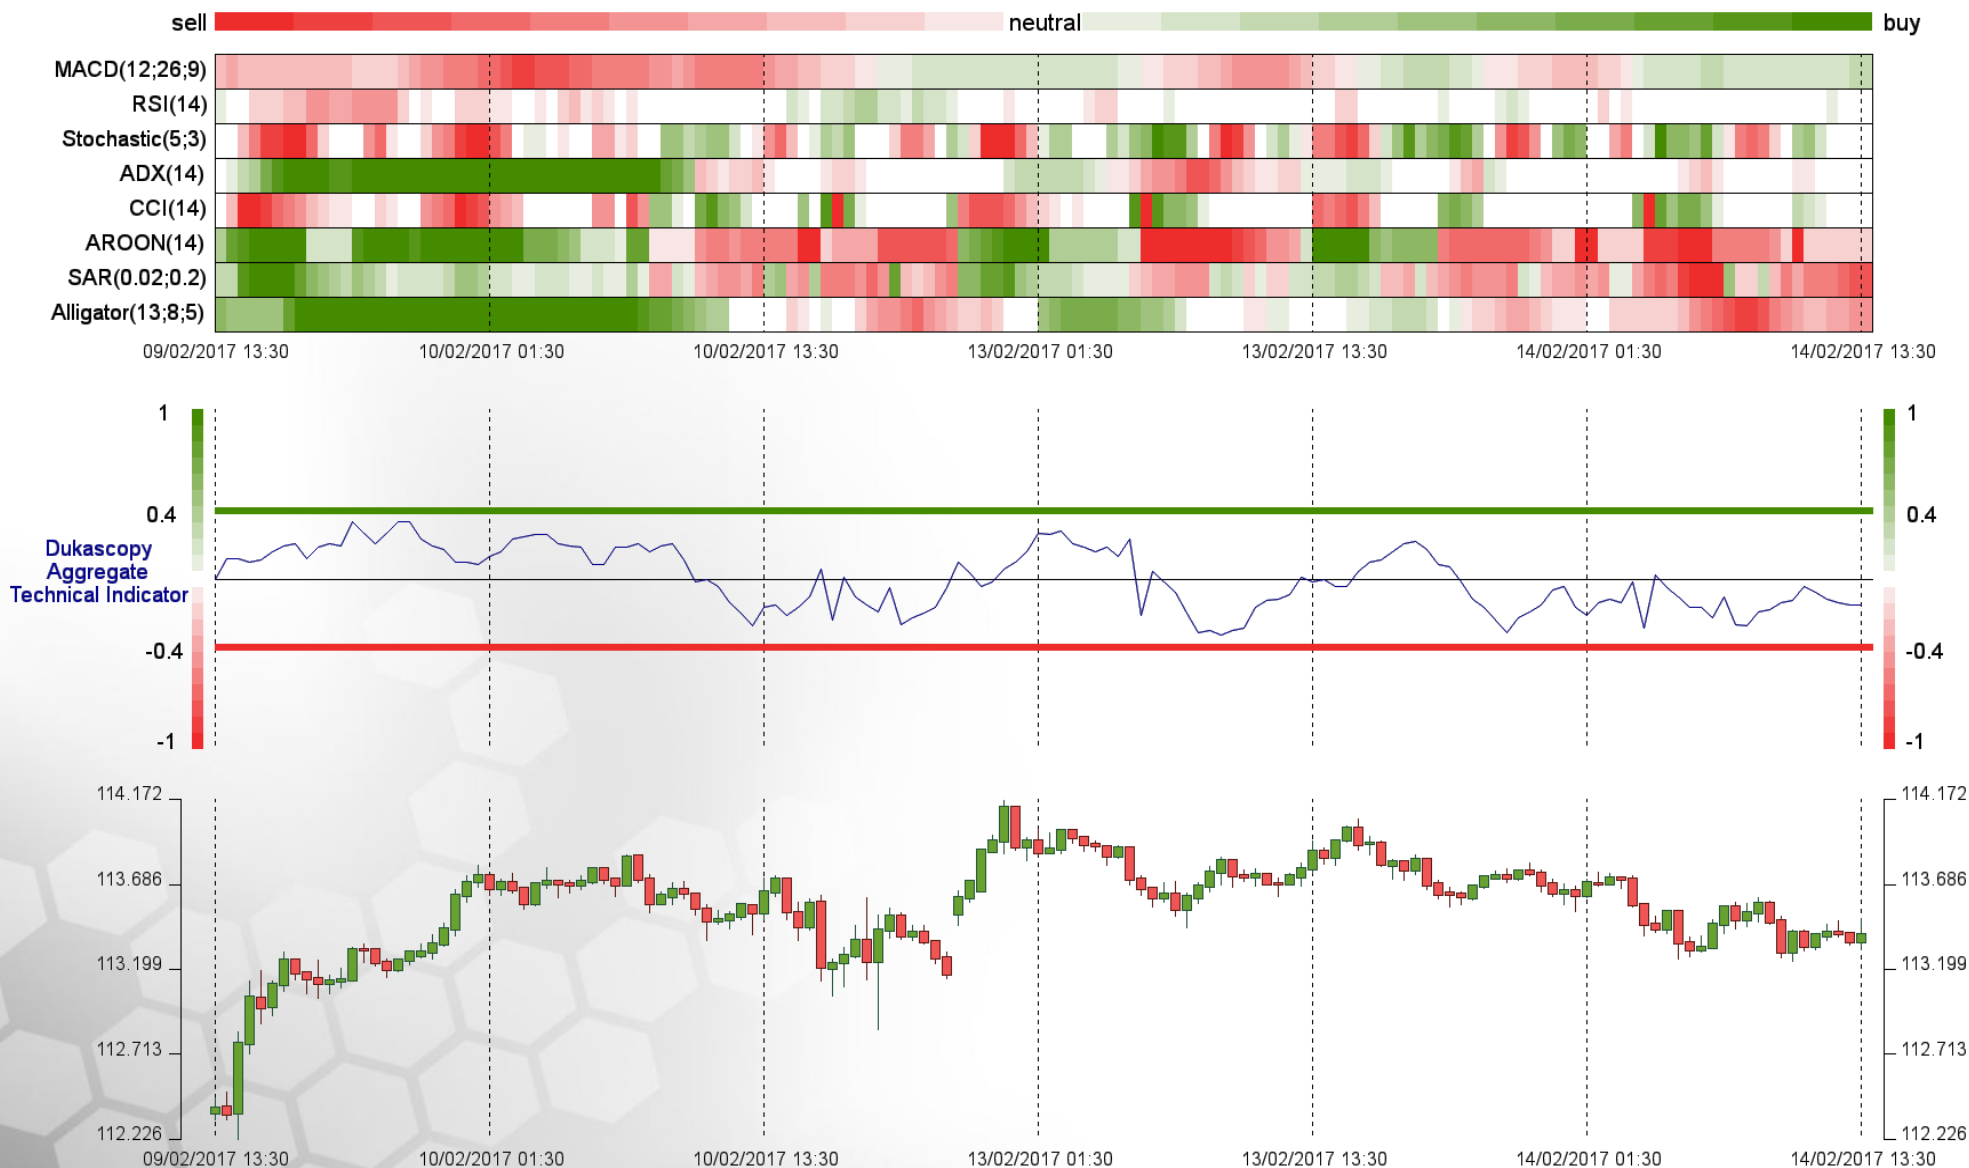 sell neutral buy
MACD(12;26;9)
RSI(14)
Stochastic(5;3)
ADX(14)
CCI(14)
AROON(14)
SAR(0.02;0.2)
Alligator(13;8;5)
09/02/2017 13:30 10/02/2017 01:30 10/02/2017 13:30 13/02/2017 01:30 13/02/2017 13:30 14/02/2017 01:30 14/02/2017 13:30
1 1
0.4 0.4
Dukascopy
Aggregate
Technical Indicator
-0.4 -0.4
-1 -1
114.172 114.172
113.686 113.686
113.199 113.199
112.713 112.713
112.226 112.226
09/02/2017 13:30 10/02/2017 01:30 10/02/2017 13:30 13/02/2017 01:30 13/02/2017 13:30 14/02/2017 01:30 14/02/2017 13:30